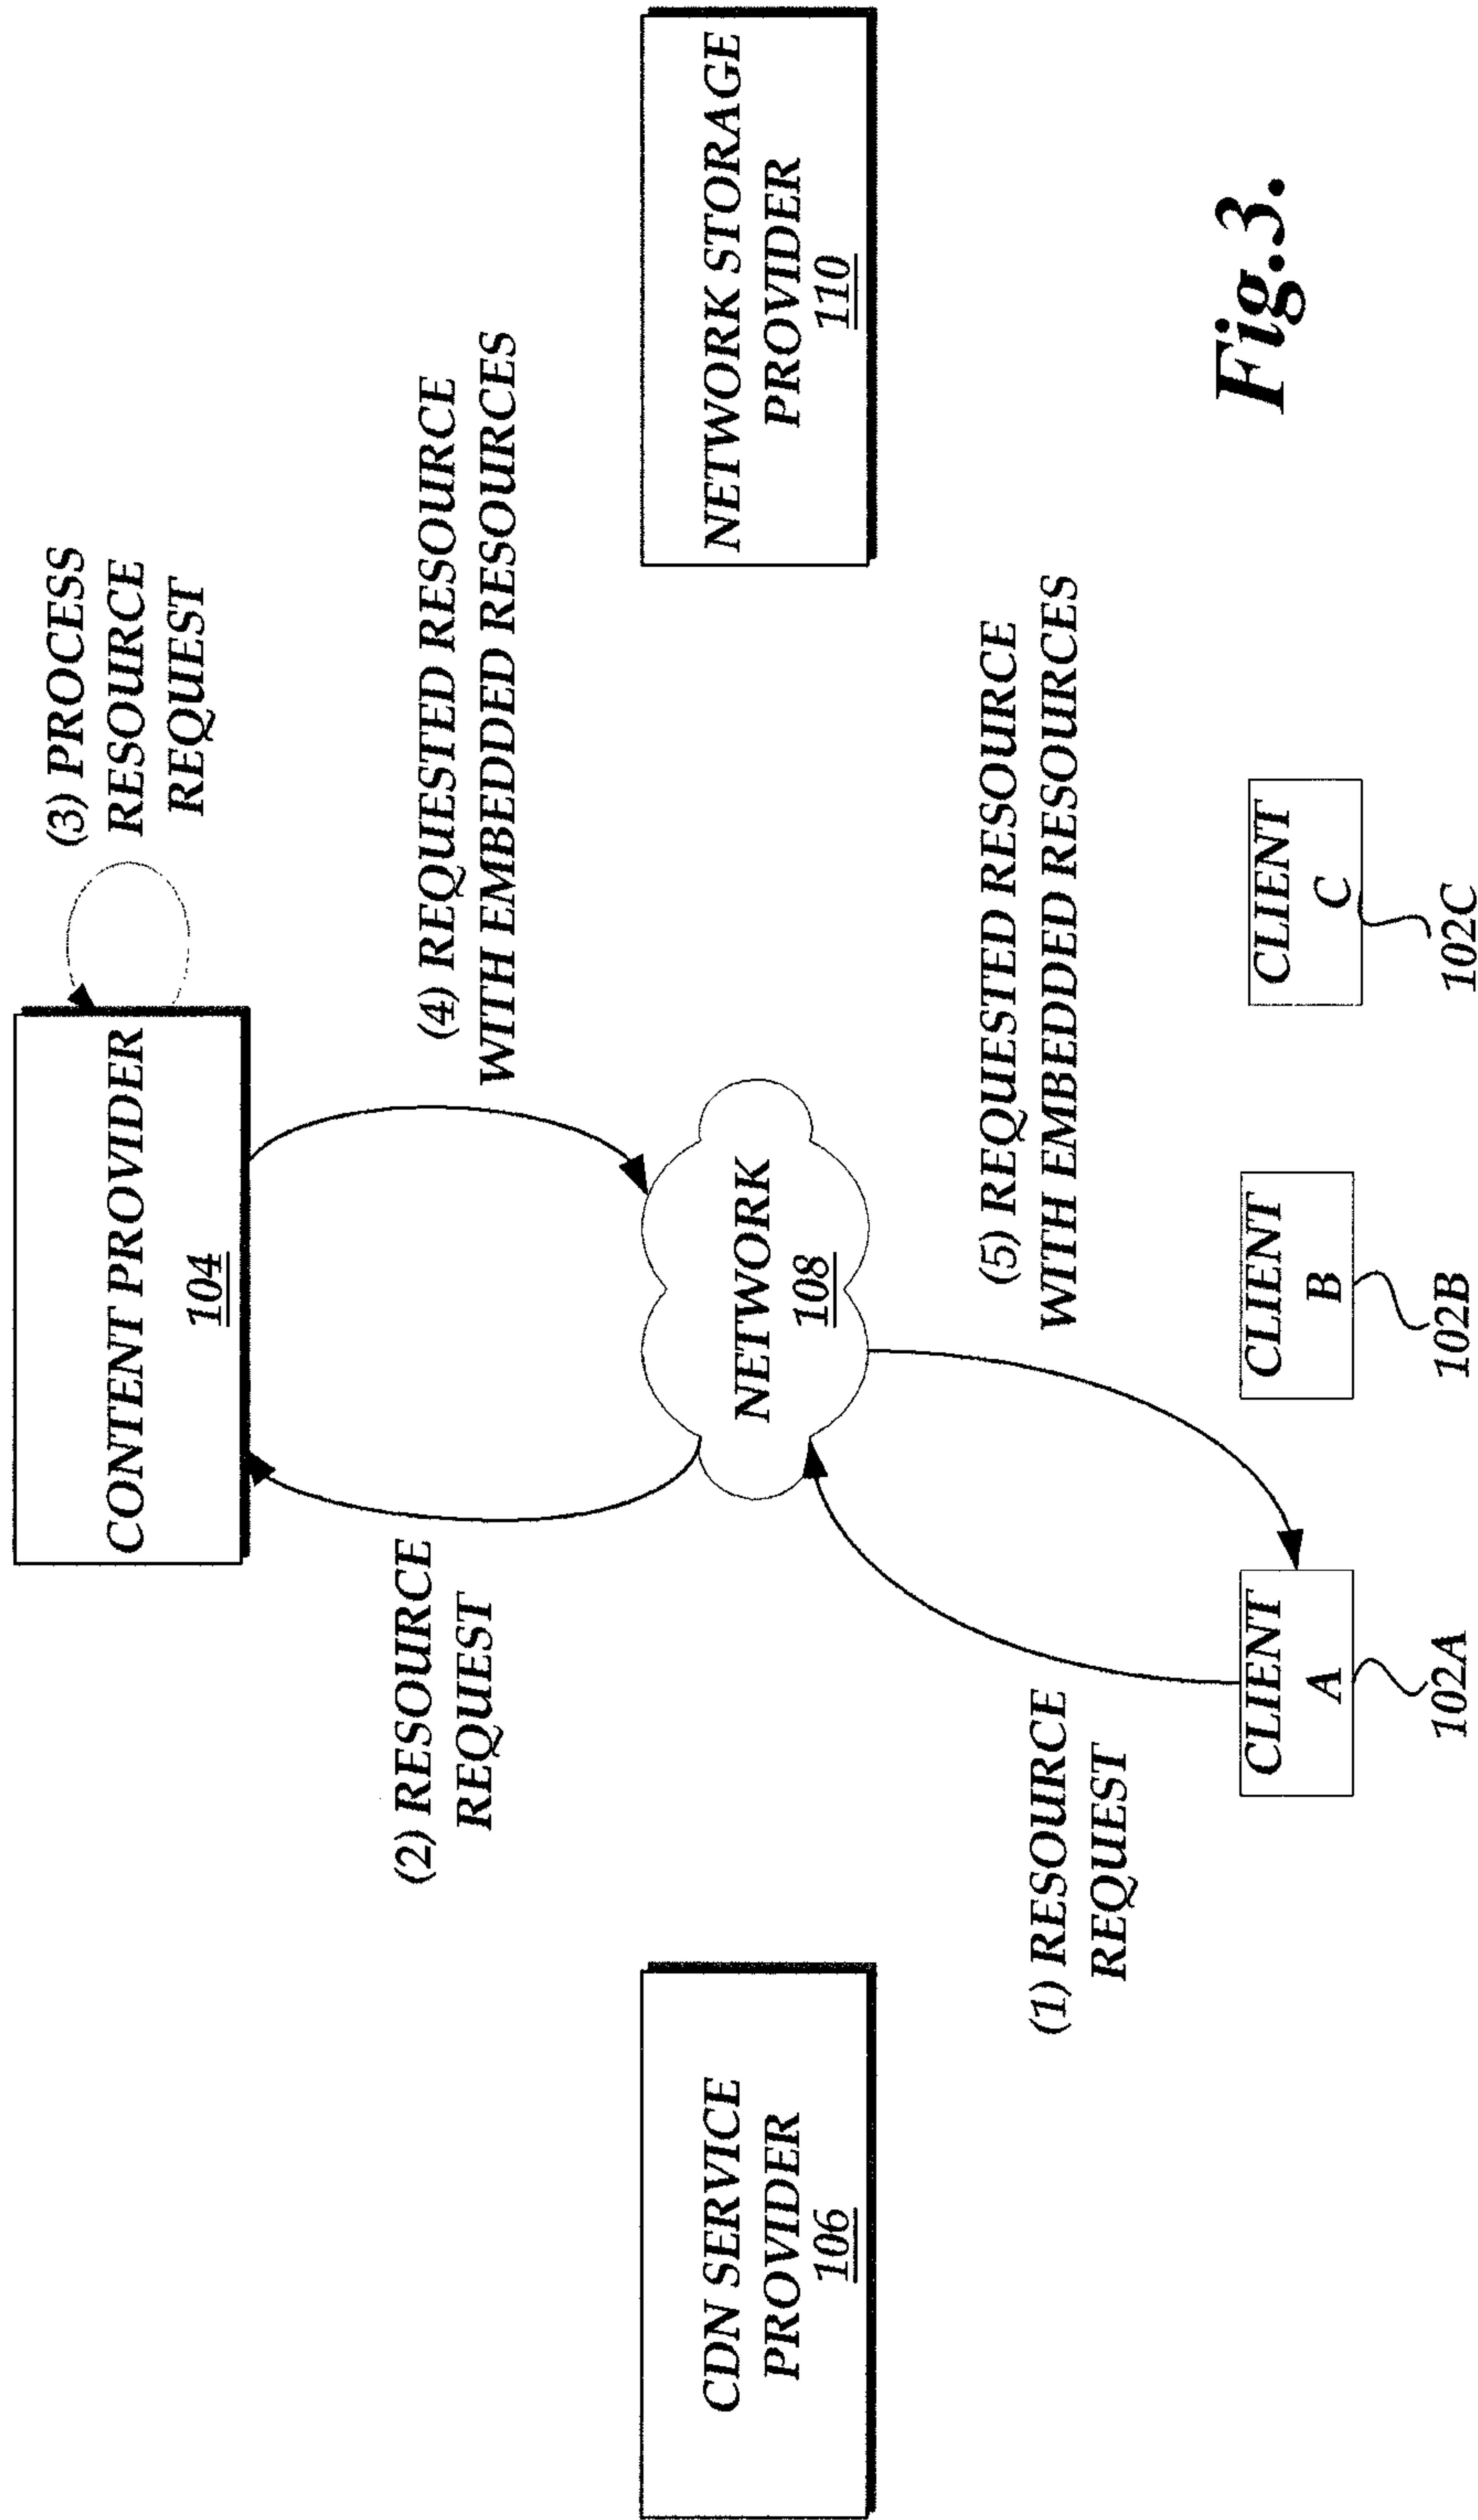 CONTENT PROVIDER
104
(3) PROCESS
RESOURCE
REQUEST
(2) RESOURCE
REQUEST
(4) REQUESTED RESOURCE
WITH EMBEDDED RESOURCES
CDN SERVICE
PROVIDER
106
NETWORK
108
NETWORK STORAGE
PROVIDER
110
(1) RESOURCE
REQUEST
(5) REQUESTED RESOURCE
WITH EMBEDDED RESOURCES
CLIENT
A
102A
CLIENT
B
102B
CLIENT
C
102C
Fig.3.